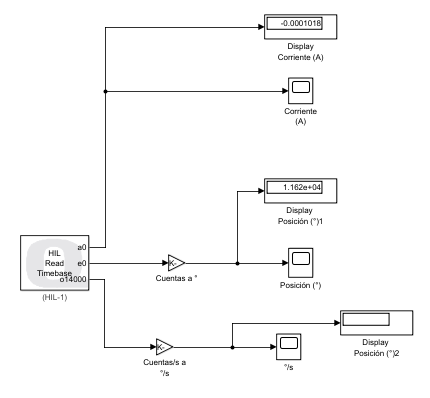 -0.0001018
Display
Corriente (A)
Corriente
(A)
1.162e+04
Display
Posición (°)1
HIL
Read
Timebase
a0
e0
o14000
(HIL-1)
K-
Cuentas a °
Posición (°)
K-
Cuentas/s a
°/s
°/s
Display
Posición (°)2